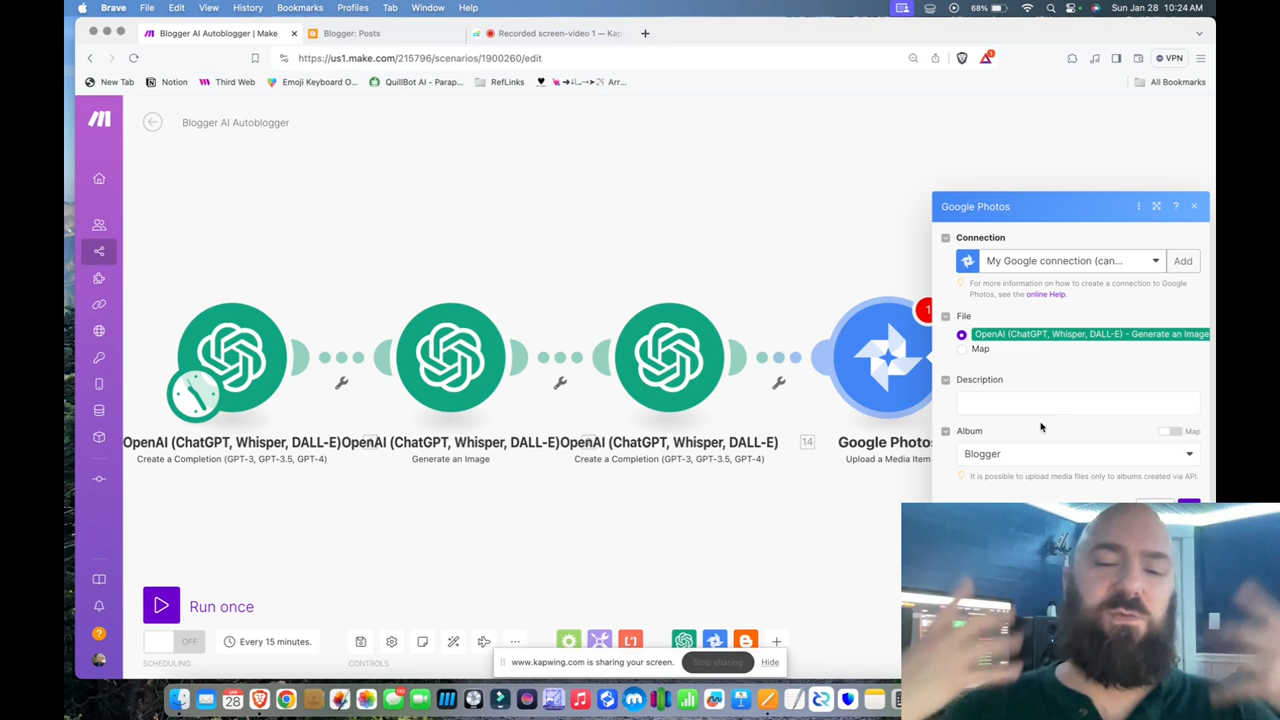 Brave File Edit View History Bookmarks Profiles Tab Window Help 68% Sun Jan 28 10:24 AM
Blogger AI Autoblogger | Make Blogger: Posts Recorded screen-video 1 — Kap
https://us1.make.com/215796/scenarios/1900260/edit VPN
New Tab Notion Third Web Emoji Keyboard O... QuillBot AI - Parap... RefLinks Arr... All Bookmarks
Blogger AI Autoblogger
Google Photos
Connection
My Google connection (can... Add
For more information on how to create a connection to Google
Photos, see the online Help.
File
OpenAI (ChatGPT, Whisper, DALL-E) - Generate an Image
Map
Description
Album Map
Blogger
It is possible to upload media files only to albums created via API.
1
OpenAI (ChatGPT, Whisper, DALL-E) OpenAI (ChatGPT, Whisper, DALL-E) OpenAI (ChatGPT, Whisper, DALL-E) 14 Google Photos
Create a Completion (GPT-3, GPT-3.5, GPT-4) Generate an Image Create a Completion (GPT-3, GPT-3.5, GPT-4) Upload a Media Item
Run once
OFF Every 15 minutes.
SCHEDULING CONTROLS
www.kapwing.com is sharing your screen. Stop sharing Hide
JAN
28